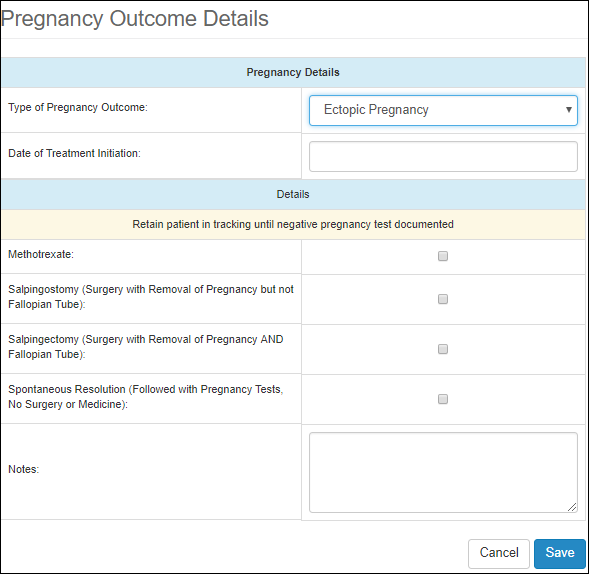 Pregnancy Outcome Details
Pregnancy Details
Type of Pregnancy Outcome:
Ectopic Pregnancy
Date of Treatment Initiation:
Details
Retain patient in tracking until negative pregnancy test documented
Methotrexate:
Salpingostomy (Surgery with Removal of Pregnancy but not
Fallopian Tube):
Salpingectomy (Surgery with Removal of Pregnancy AND
Fallopian Tube):
Spontaneous Resolution (Followed with Pregnancy Tests,
No Surgery or Medicine):
Notes:
Cancel
Save